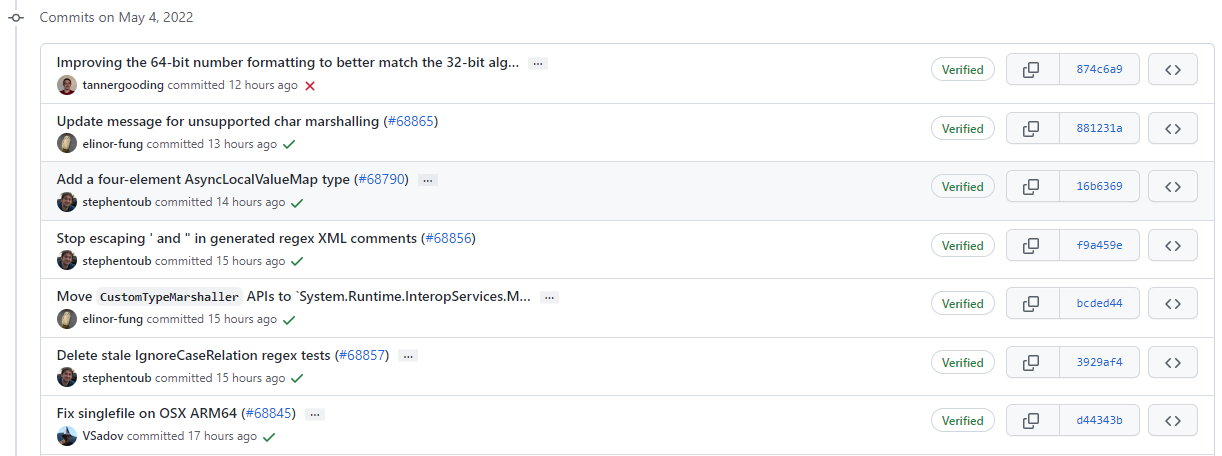 Commits on May 4, 2022
Improving the 64-bit number formatting to better match the 32-bit alg... ...
Verified 874c6a9
tannergooding committed 12 hours ago
Update message for unsupported char marshalling (#68865)
Verified 881231a
elinor-fung committed 13 hours ago
Add a four-element AsyncLocalValueMap type (#68790) ...
Verified 16b6369
stephentoub committed 14 hours ago
Stop escaping ' and " in generated regex XML comments (#68856)
Verified f9a459e
stephentoub committed 15 hours ago
Move CustomTypeMarshaller APIs to `System.Runtime.InteropServices.M... ...
Verified bcded44
elinor-fung committed 15 hours ago
Delete stale IgnoreCaseRelation regex tests (#68857) ...
Verified 3929af4
stephentoub committed 15 hours ago
Fix singlefile on OSX ARM64 (#68845) ...
Verified d44343b
VSadov committed 17 hours ago